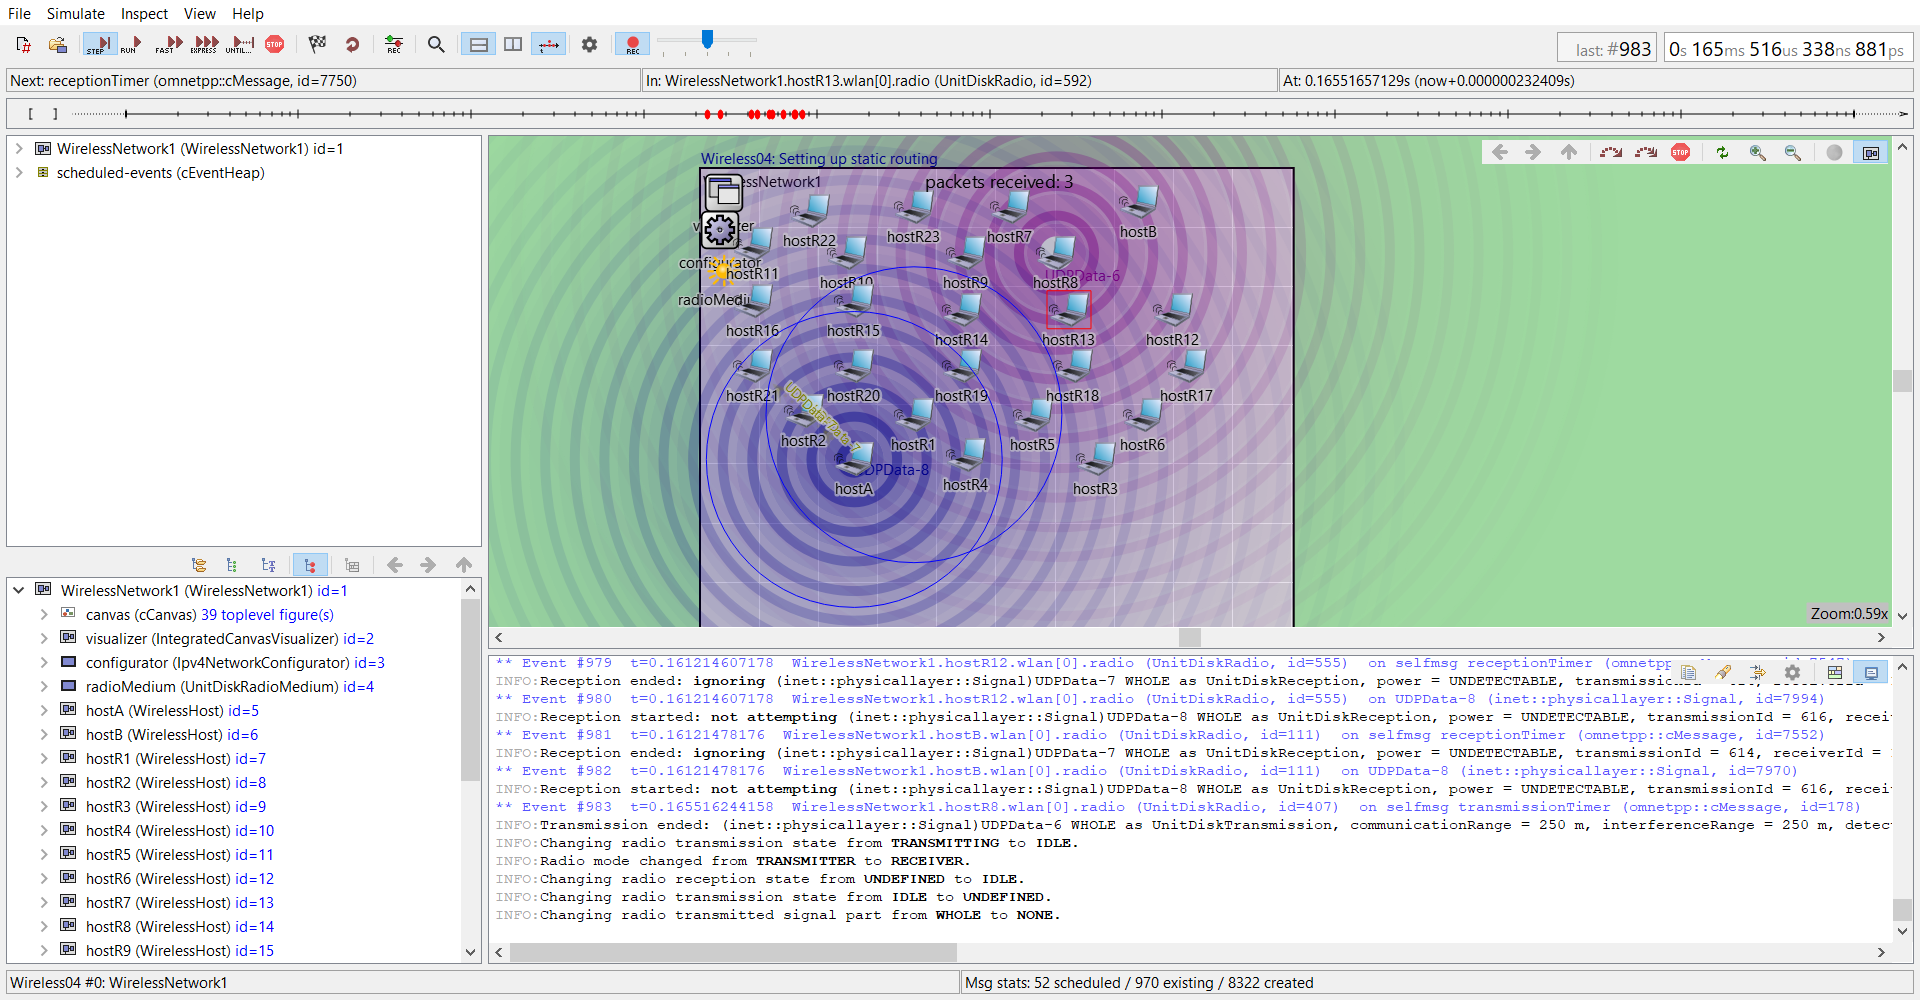 File Simulate Inspect View Help
STEP RUN FAST EXPRESS UNTIL... STOP REC REC
last: #983 0s 165ms 516us 338ns 881ps
Next: receptionTimer (omnetpp::cMessage, id=7750) In: WirelessNetwork1.hostR13.wlan[0].radio (UnitDiskRadio, id=592) At: 0.16551657129s (now+0.000000232409s)
[ ]
WirelessNetwork1 (WirelessNetwork1) id=1
scheduled-events (cEventHeap)
WirelessNetwork1 (WirelessNetwork1) id=1
canvas (cCanvas) 39 toplevel figure(s)
visualizer (IntegratedCanvasVisualizer) id=2
configurator (Ipv4NetworkConfigurator) id=3
radioMedium (UnitDiskRadioMedium) id=4
hostA (WirelessHost) id=5
hostB (WirelessHost) id=6
hostR1 (WirelessHost) id=7
hostR2 (WirelessHost) id=8
hostR3 (WirelessHost) id=9
hostR4 (WirelessHost) id=10
hostR5 (WirelessHost) id=11
hostR6 (WirelessHost) id=12
hostR7 (WirelessHost) id=13
hostR8 (WirelessHost) id=14
hostR9 (WirelessHost) id=15
Wireless04: Setting up static routing
STOP
packets received: 3
hostR22 hostR23 hostR7 hostB
configurator
hostR11 hostR10 hostR9 hostR8
UDPData-6
hostR16 hostR15 hostR14 hostR13 hostR12
hostR21 hostR20 hostR19 hostR18 hostR17
hostR2 hostR1 hostR5 hostR6
hostA hostR4 hostR3
Zoom:0.59x
** Event #979 t=0.161214607178 WirelessNetwork1.hostR12.wlan[0].radio (UnitDiskRadio, id=555) on selfmsg receptionTimer
INFO:Reception ended: ignoring (inet::physicallayer::Signal)UDPData-7 WHOLE as UnitDiskReception, power = UNDETECTABLE,
** Event #980 t=0.161214607178 WirelessNetwork1.hostR12.wlan[0].radio (UnitDiskRadio, id=555) on UDPData-8 (inet::physicallayer::Signal, id=7994)
INFO:Reception started: not attempting (inet::physicallayer::Signal)UDPData-8 WHOLE as UnitDiskReception, power = UNDETECTABLE, transmissionId = 616, recei
** Event #981 t=0.16121478176 WirelessNetwork1.hostB.wlan[0].radio (UnitDiskRadio, id=111) on selfmsg receptionTimer (omnetpp::cMessage, id=7552)
INFO:Reception ended: ignoring (inet::physicallayer::Signal)UDPData-7 WHOLE as UnitDiskReception, power = UNDETECTABLE, transmissionId = 614, receiverId =
** Event #982 t=0.16121478176 WirelessNetwork1.hostB.wlan[0].radio (UnitDiskRadio, id=111) on UDPData-8 (inet::physicallayer::Signal, id=7970)
INFO:Reception started: not attempting (inet::physicallayer::Signal)UDPData-8 WHOLE as UnitDiskReception, power = UNDETECTABLE, transmissionId = 616, recei
** Event #983 t=0.165516244158 WirelessNetwork1.hostR8.wlan[0].radio (UnitDiskRadio, id=407) on selfmsg transmissionTimer (omnetpp::cMessage, id=178)
INFO:Transmission ended: (inet::physicallayer::Signal)UDPData-6 WHOLE as UnitDiskTransmission, communicationRange = 250 m, interferenceRange = 250 m, detec
INFO:Changing radio transmission state from TRANSMITTING to IDLE.
INFO:Radio mode changed from TRANSMITTER to RECEIVER.
INFO:Changing radio reception state from UNDEFINED to IDLE.
INFO:Changing radio transmission state from IDLE to UNDEFINED.
INFO:Changing radio transmitted signal part from WHOLE to NONE.
Wireless04 #0: WirelessNetwork1 Msg stats: 52 scheduled / 970 existing / 8322 created